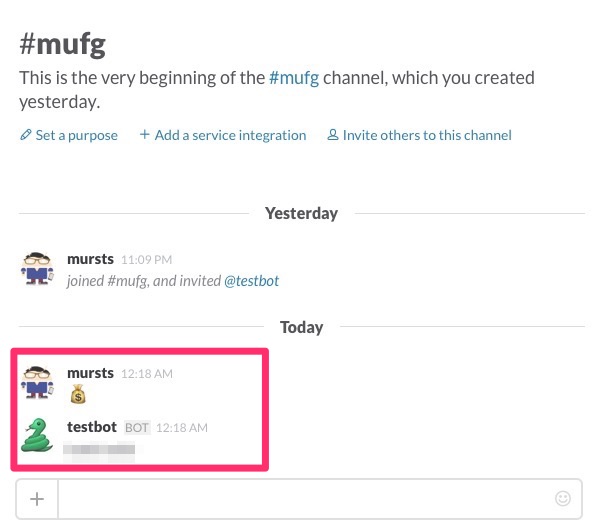 #mufg
This is the very beginning of the #mufg channel, which you created
yesterday.
Set a purpose + Add a service integration Invite others to this channel
Yesterday
mursts 11:09 PM
joined #mufg, and invited @testbot
Today
mursts 12:18 AM
testbot BOT 12:18 AM
+